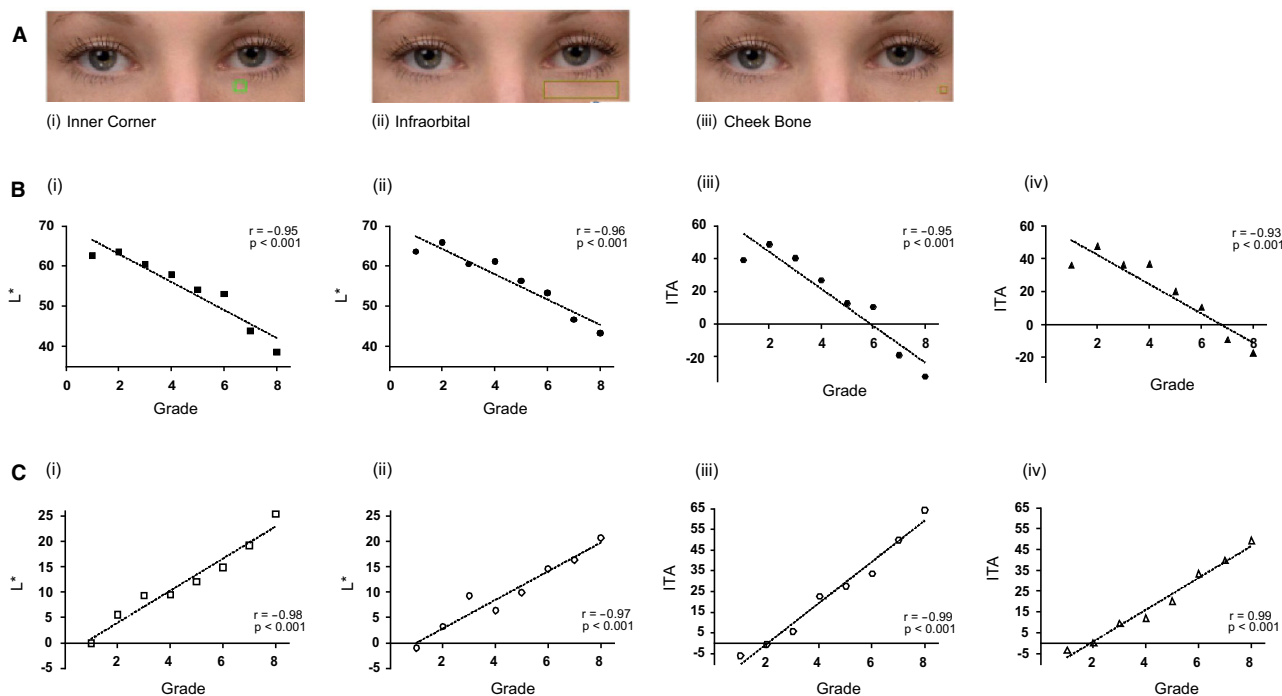 A
(i) Inner Corner
(ii) Infraorbital
(iii) Cheek Bone
B
(i)
L*
70
60
50
40
0
2
4
6
8
Grade
r = −0.95
p < 0.001
(ii)
L*
70
60
50
40
0
2
4
6
8
Grade
r = −0.96
p < 0.001
(iii)
ITA
60
40
20
0
-20
2
4
6
8
Grade
r = −0.95
p < 0.001
(iv)
ITA
60
40
20
0
-20
2
4
6
8
Grade
r = −0.93
p < 0.001
C
(i)
L*
25
20
15
10
5
0
-5
2
4
6
8
Grade
r = −0.98
p < 0.001
(ii)
L*
25
20
15
10
5
0
-5
2
4
6
8
Grade
r = −0.97
p < 0.001
(iii)
ITA
65
55
45
35
25
15
5
-5
2
4
6
8
Grade
r = −0.99
p < 0.001
(iv)
ITA
65
55
45
35
25
15
5
-5
2
4
6
8
Grade
r = 0.99
p < 0.001